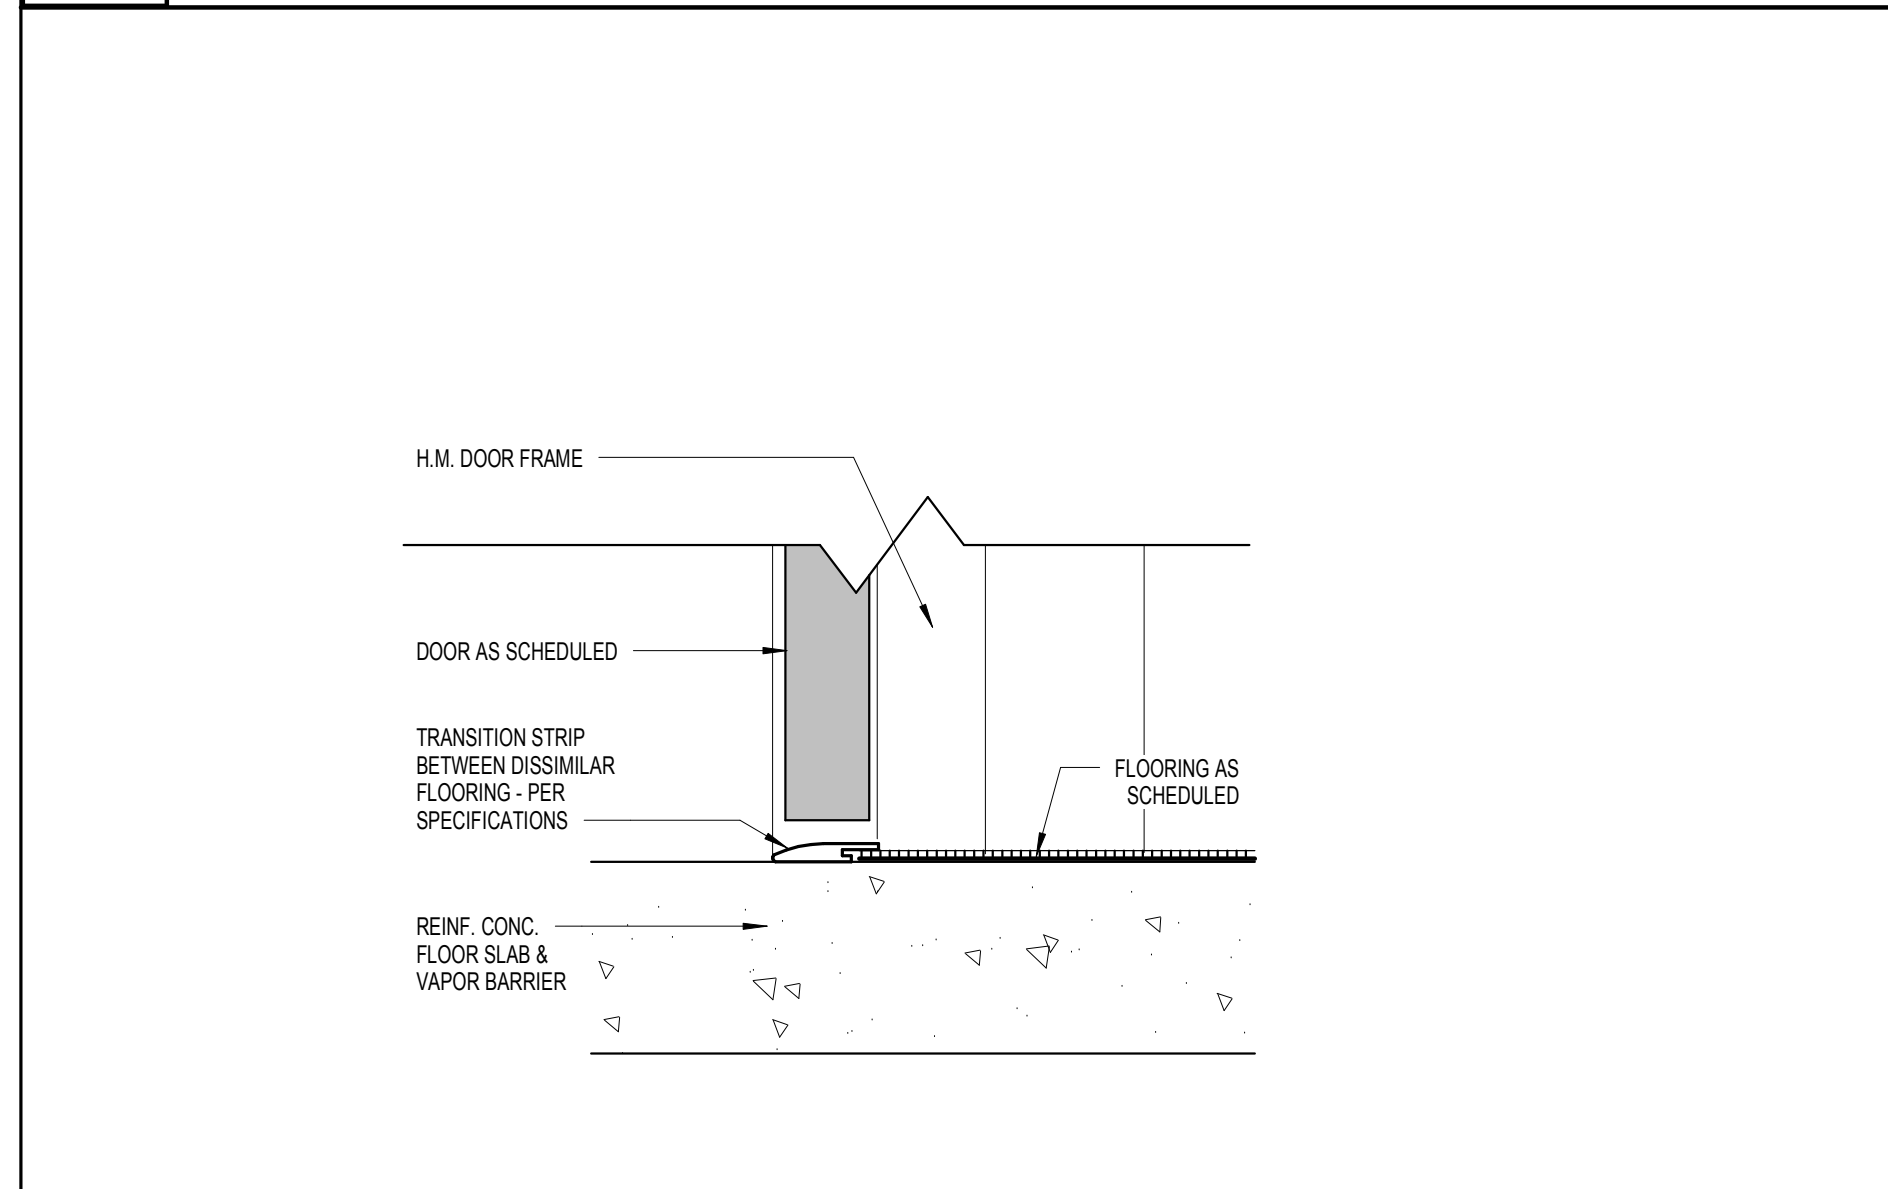 H.M. DOOR FRAME
DOOR AS SCHEDULED
TRANSITION STRIP
BETWEEN DISSIMILAR
FLOORING - PER
SPECIFICATIONS
FLOORING AS
SCHEDULED
REINF. CONC.
FLOOR SLAB &
VAPOR BARRIER